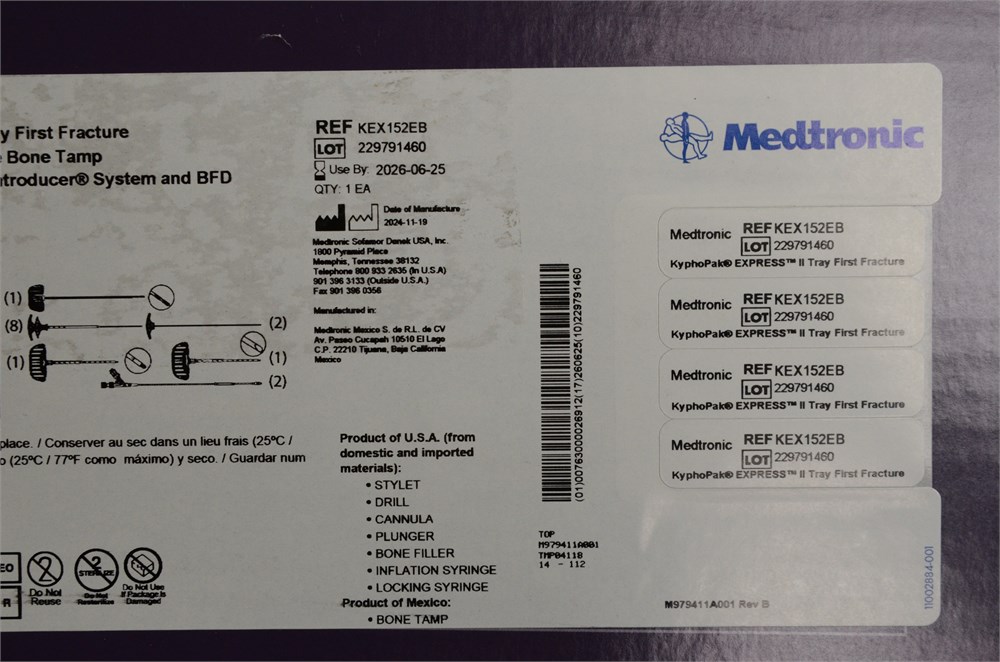 y First Fracture
Bone Tamp
ntroducer® System and BFD
(1)
(8)
(2)
(1)
(1)
(2)
place. / Conserver au sec dans un lieu frais (25ºC /
o (25ºC / 77ºF como máximo) y seco. / Guardar num
EO
R
2
Do Not
Reuse
2
STERILIZE
Do Not
Resterilize
Do Not Use
if Package is
Damaged
REF KEX152EB
LOT 229791460
Use By: 2026-06-25
QTY: 1 EA
Date of Manufacture
2024-11-19
Medtronic Sofamor Danek USA, Inc.
1800 Pyramid Place
Memphis, Tennessee 38132
Telephone 800 933 2635 (In U.S.A)
901 396 3133 (Outside U.S.A.)
Fax 901 396 0356
Manufactured in:
Medtronic Mexico S. de R.L. de CV
Av. Paseo Cucapah 10510 El Lago
C.P. 22210 Tijuana, Baja California
Mexico
Product of U.S.A. (from
domestic and imported
materials):
• STYLET
• DRILL
• CANNULA
• PLUNGER
• BONE FILLER
• INFLATION SYRINGE
• LOCKING SYRINGE
Product of Mexico:
• BONE TAMP
(01)00763000026912(17)260625(10)229791460
TOP
M979411A001
TMP04118
14 - 112
Medtronic
Medtronic REF KEX152EB
LOT 229791460
KyphoPak® EXPRESS™ II Tray First Fracture
Medtronic REF KEX152EB
LOT 229791460
KyphoPak® EXPRESS™ II Tray First Fracture
Medtronic REF KEX152EB
LOT 229791460
KyphoPak® EXPRESS™ II Tray First Fracture
Medtronic REF KEX152EB
LOT 229791460
KyphoPak® EXPRESS™ II Tray First Fracture
M979411A001 Rev B
11002884-001